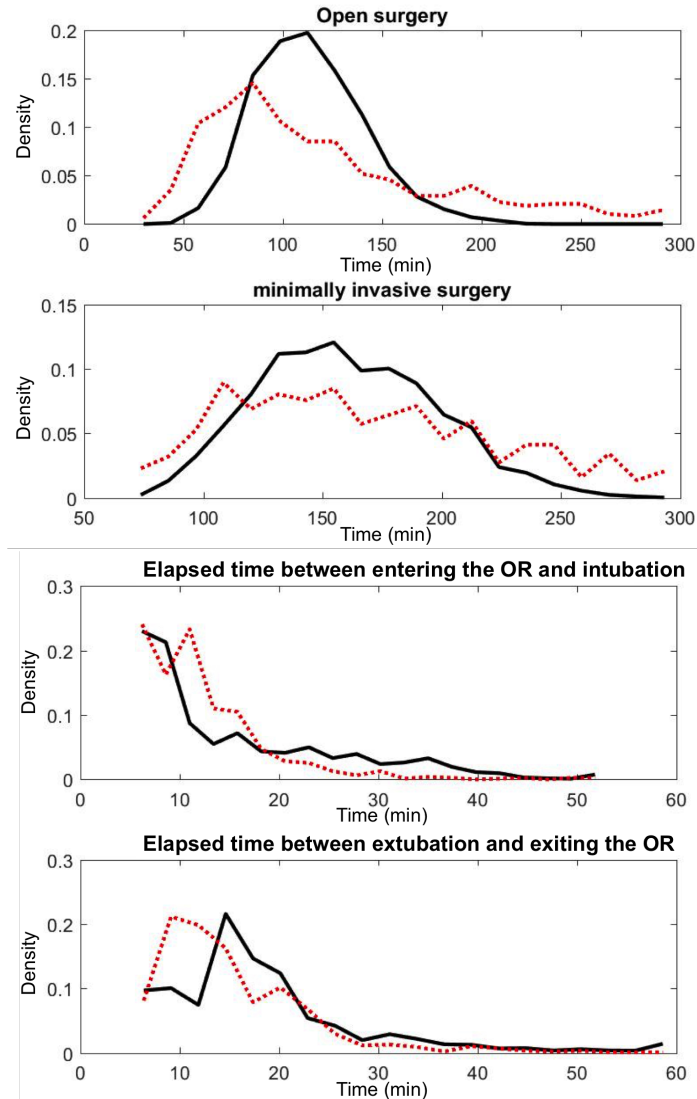 Open surgery
0.2
0.15
0.1
0.05
0
Density
0 50 100 150 200 250 300
Time (min)
minimally invasive surgery
0.15
0.1
0.05
0
Density
50 100 150 200 250 300
Time (min)
Elapsed time between entering the OR and intubation
0.3
0.2
0.1
0
Density
0 10 20 30 40 50 60
Time (min)
Elapsed time between extubation and exiting the OR
0.3
0.2
0.1
0
Density
0 10 20 30 40 50 60
Time (min)